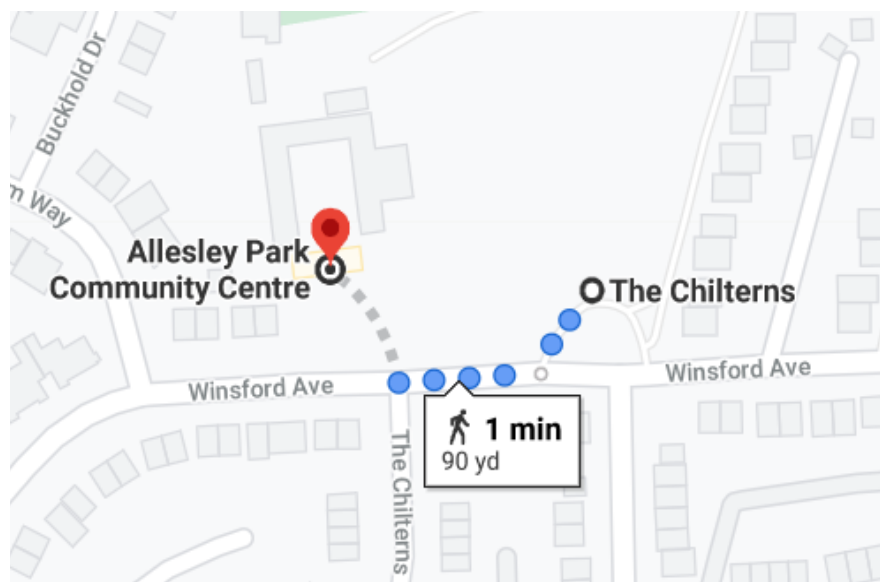 Buckhold Dr
m Way
Allesley Park
Community Centre
The Chilterns
Winsford Ave
Winsford Ave
1 min
90 yd
The Chilterns